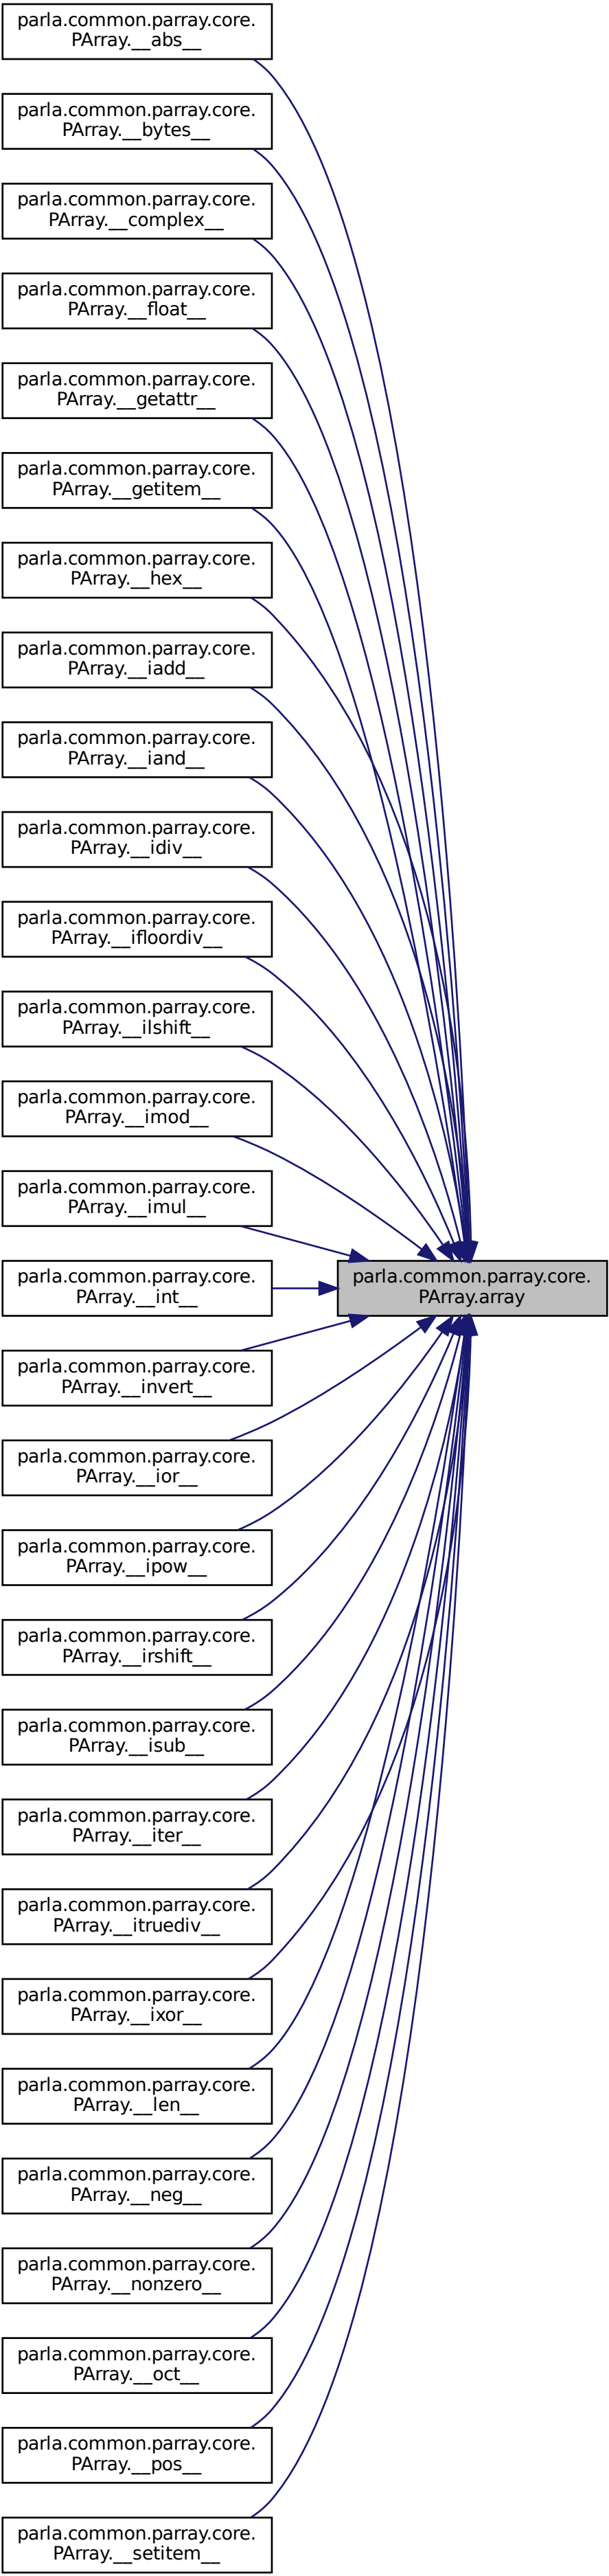 parla.common.parray.core.
PArray.__abs__
parla.common.parray.core.
PArray.__bytes__
parla.common.parray.core.
PArray.__complex__
parla.common.parray.core.
PArray.__float__
parla.common.parray.core.
PArray.__getattr__
parla.common.parray.core.
PArray.__getitem__
parla.common.parray.core.
PArray.__hex__
parla.common.parray.core.
PArray.__iadd__
parla.common.parray.core.
PArray.__iand__
parla.common.parray.core.
PArray.__idiv__
parla.common.parray.core.
PArray.__ifloordiv__
parla.common.parray.core.
PArray.__ilshift__
parla.common.parray.core.
PArray.__imod__
parla.common.parray.core.
PArray.__imul__
parla.common.parray.core.
PArray.__int__
parla.common.parray.core.
PArray.array
parla.common.parray.core.
PArray.__invert__
parla.common.parray.core.
PArray.__ior__
parla.common.parray.core.
PArray.__ipow__
parla.common.parray.core.
PArray.__irshift__
parla.common.parray.core.
PArray.__isub__
parla.common.parray.core.
PArray.__iter__
parla.common.parray.core.
PArray.__itruediv__
parla.common.parray.core.
PArray.__ixor__
parla.common.parray.core.
PArray.__len__
parla.common.parray.core.
PArray.__neg__
parla.common.parray.core.
PArray.__nonzero__
parla.common.parray.core.
PArray.__oct__
parla.common.parray.core.
PArray.__pos__
parla.common.parray.core.
PArray.__setitem__